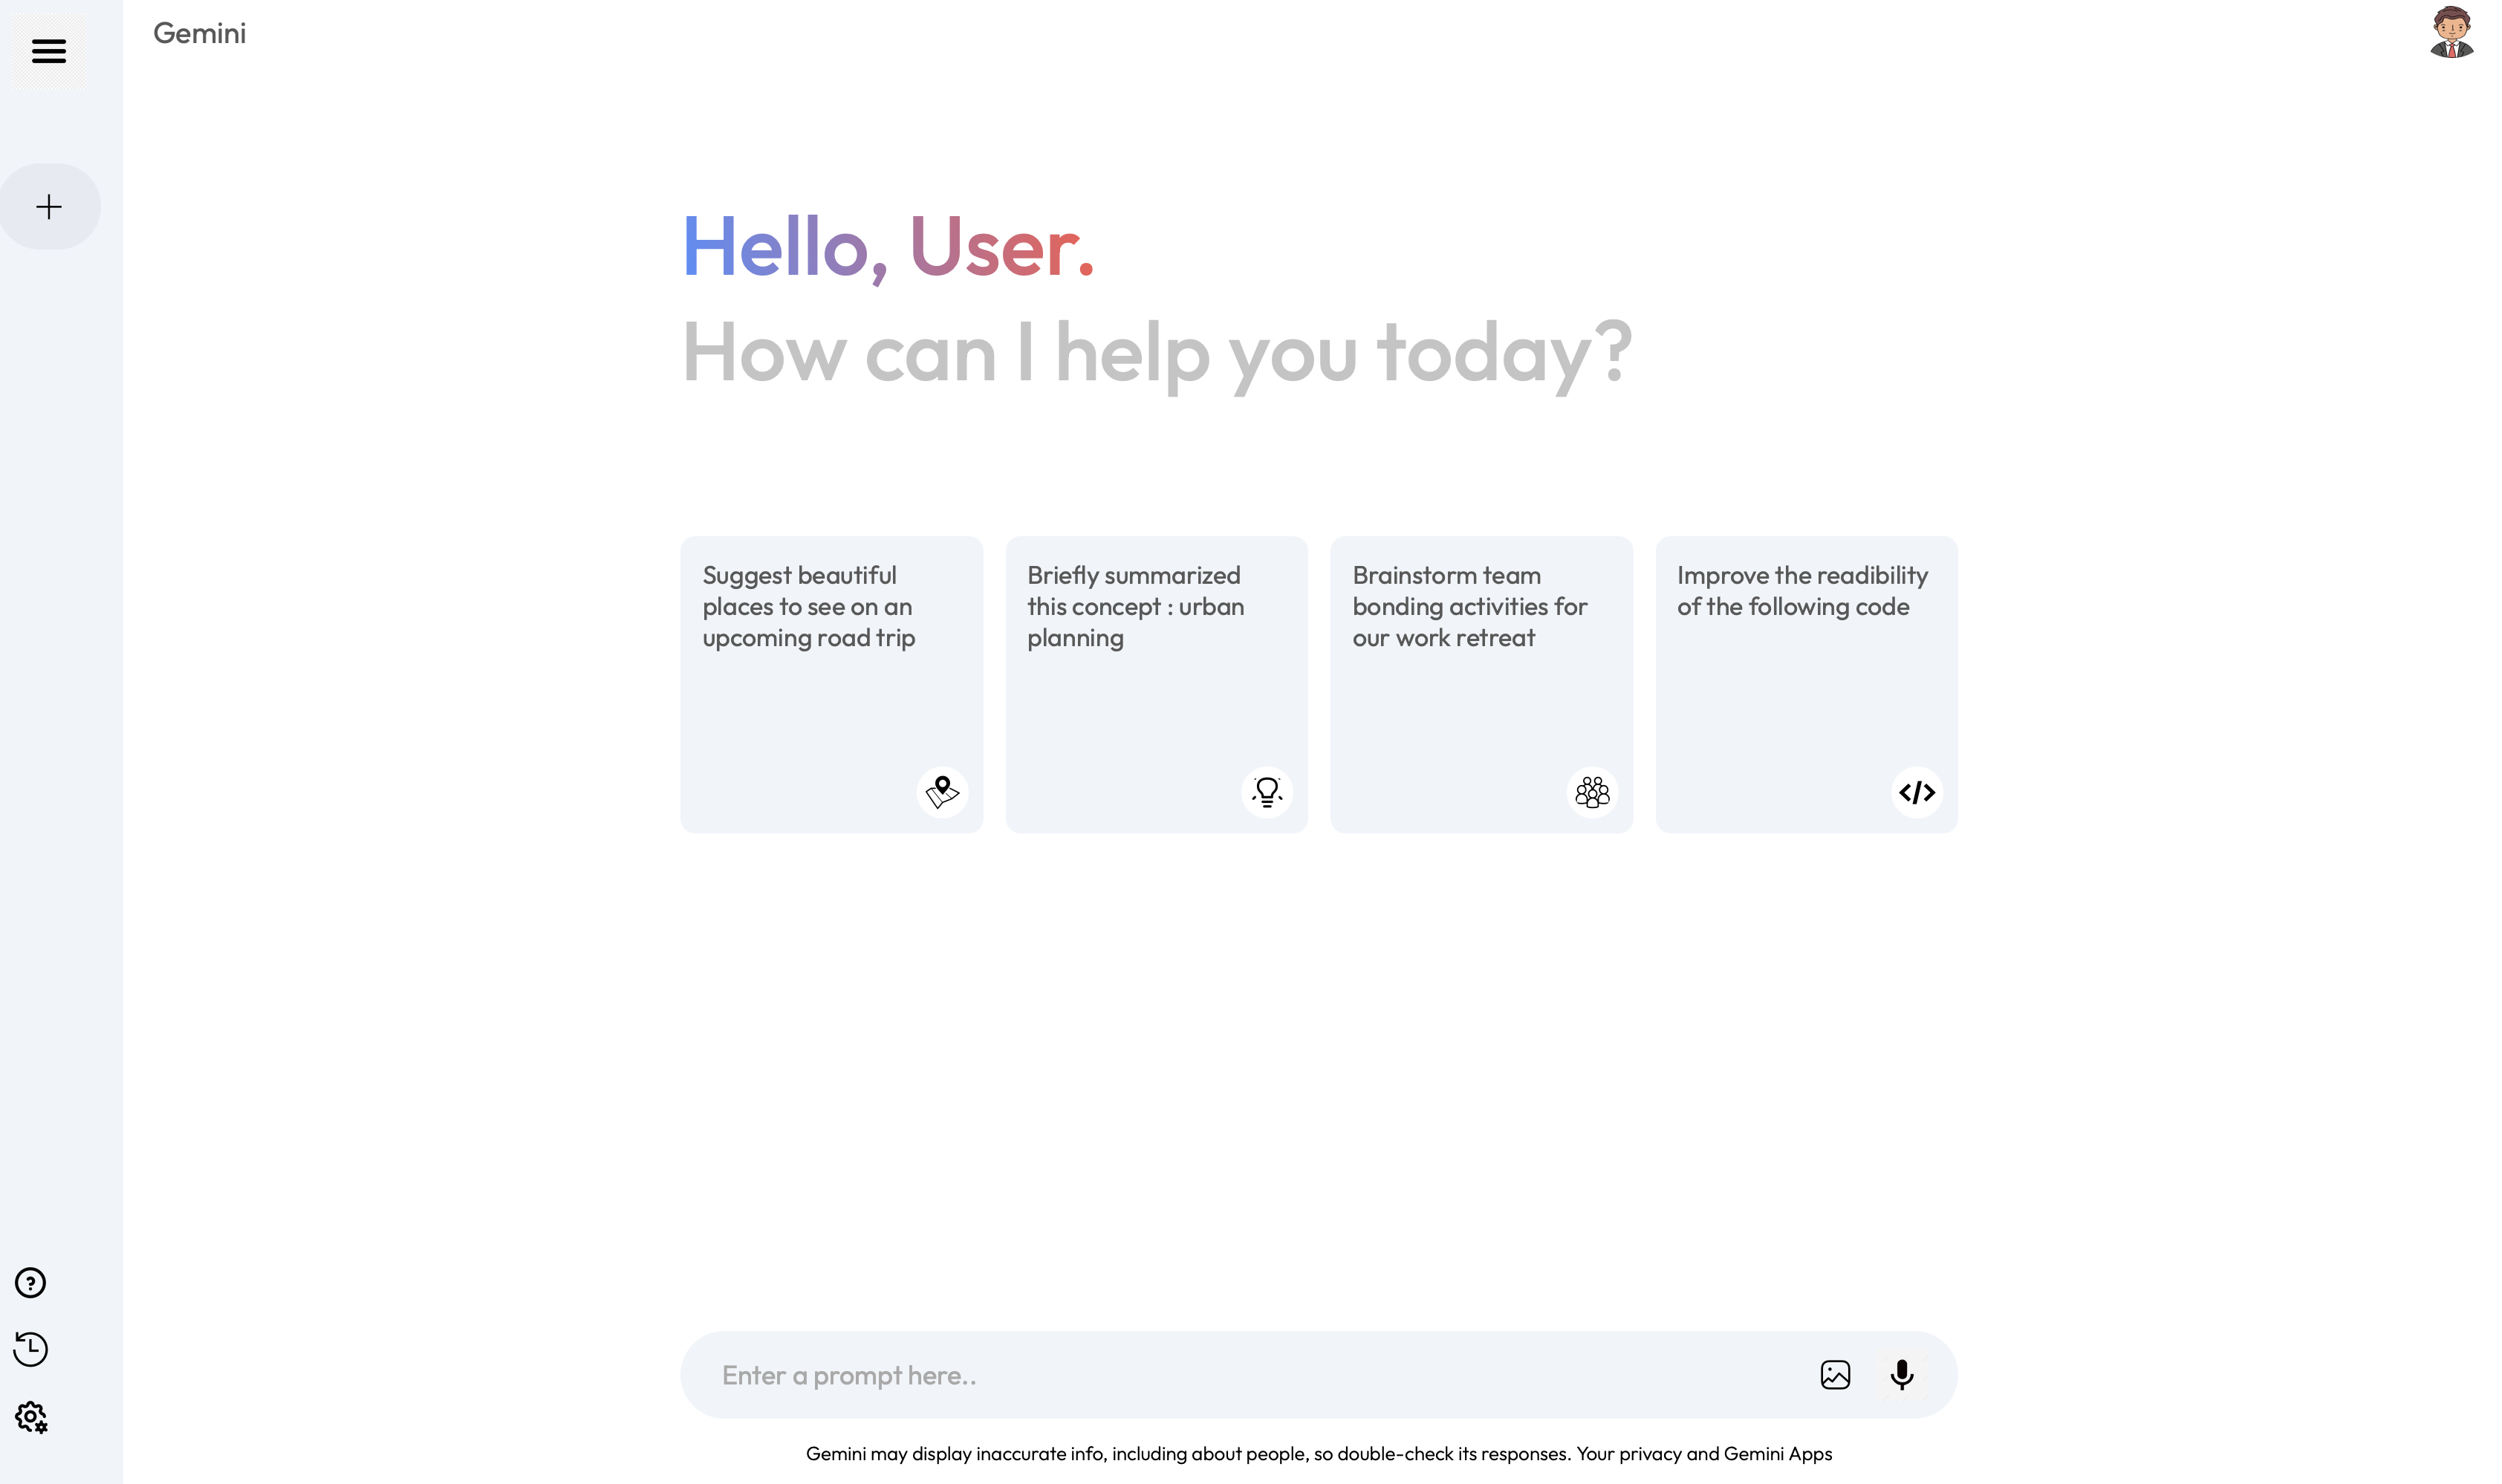 Gemini
Hello, User.
How can I help you today?
Suggest beautiful
places to see on an
upcoming road trip
Briefly summarized
this concept : urban
planning
Brainstorm team
bonding activities for
our work retreat
Improve the readibility
of the following code
Enter a prompt here..
Gemini may display inaccurate info, including about people, so double-check its responses. Your privacy and Gemini Apps